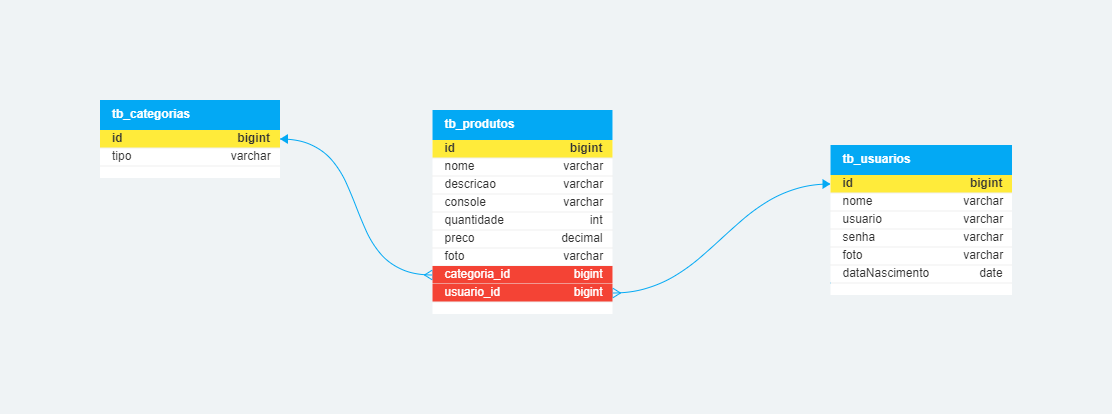 tb_categorias
id bigint
tipo varchar
tb_produtos
id bigint
nome varchar
descricao varchar
console varchar
quantidade int
preco decimal
foto varchar
categoria_id bigint
usuario_id bigint
tb_usuarios
id bigint
nome varchar
usuario varchar
senha varchar
foto varchar
dataNascimento date